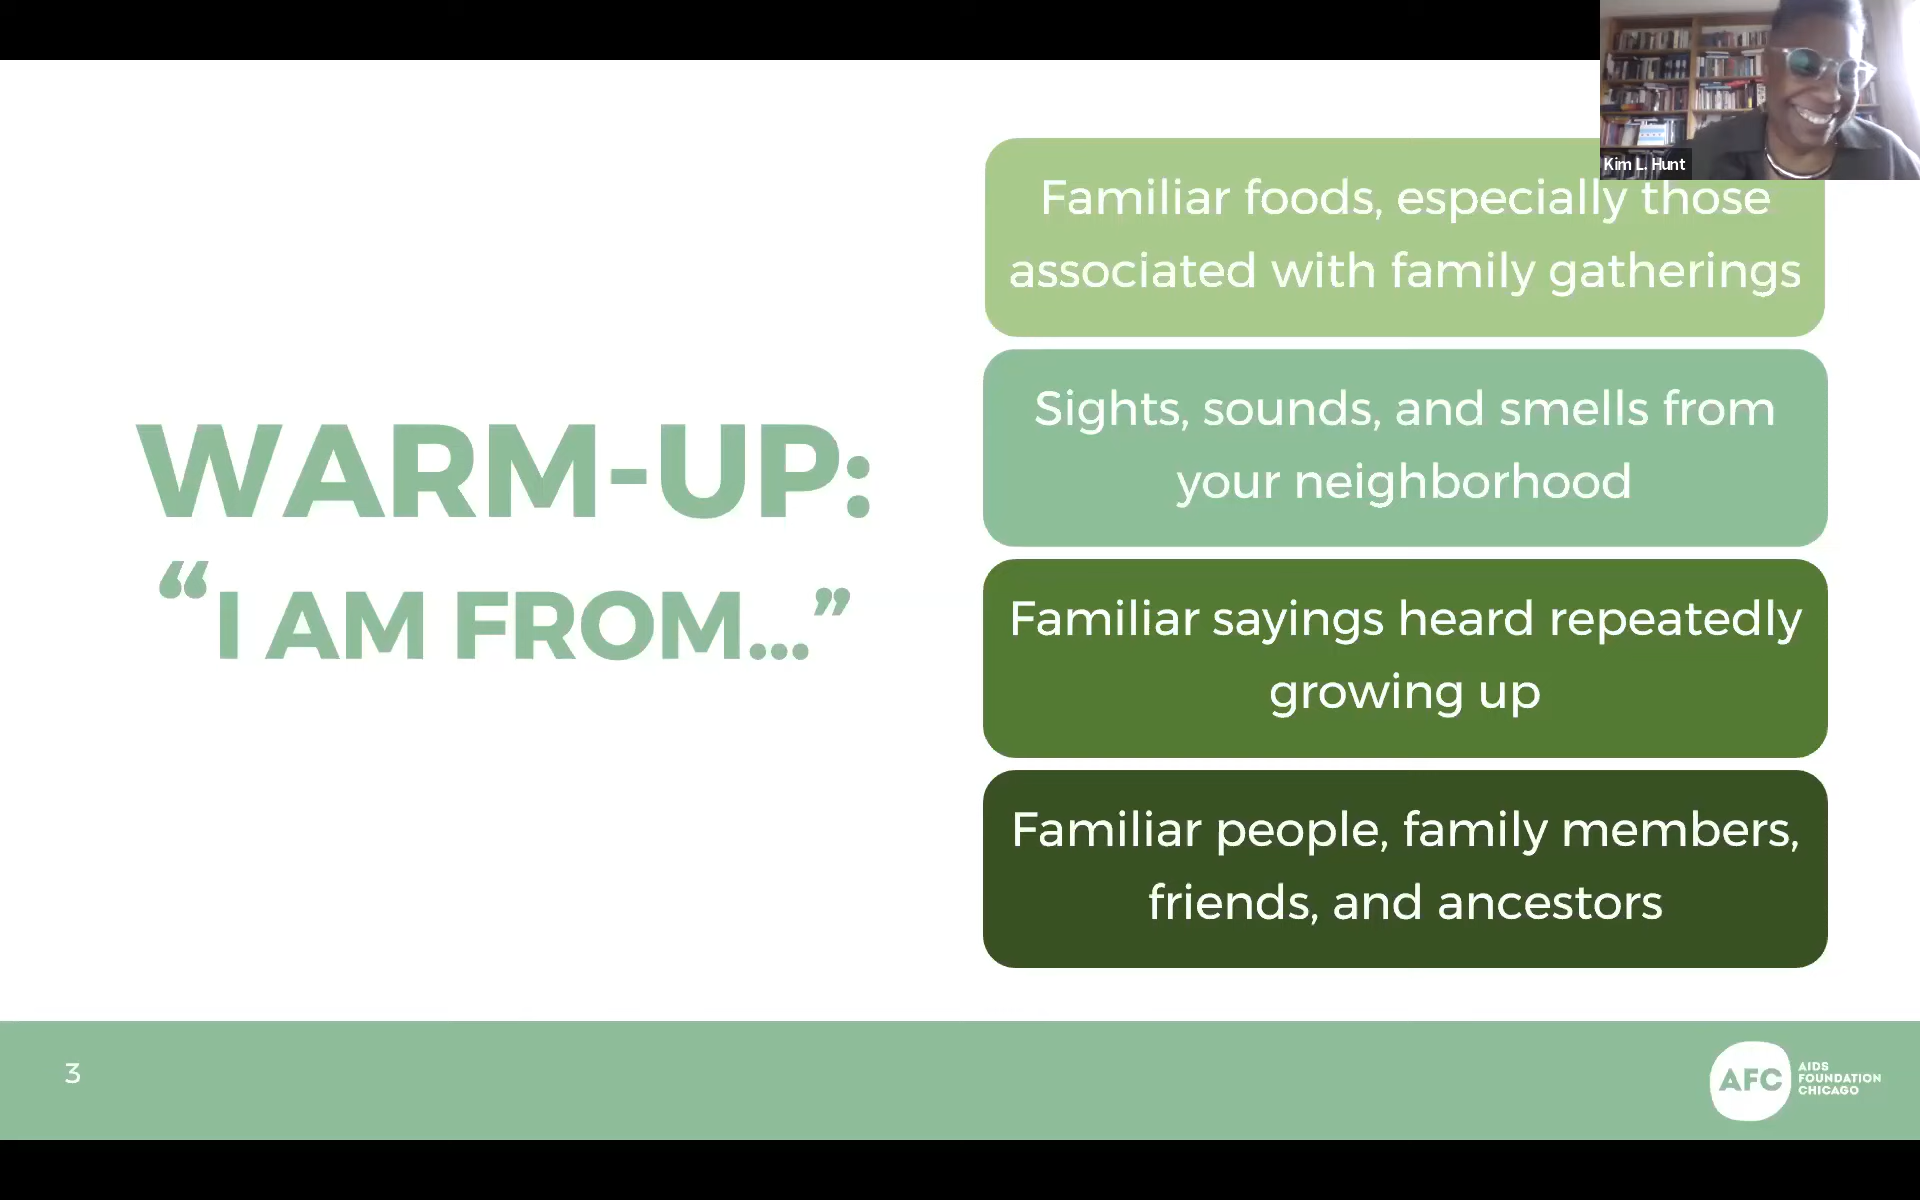 Kim L. Hunt
WARM-UP:
“I AM FROM...”
Familiar foods, especially those
associated with family gatherings
Sights, sounds, and smells from
your neighborhood
Familiar sayings heard repeatedly
growing up
Familiar people, family members,
friends, and ancestors
3
AFC
AIDS
FOUNDATION
CHICAGO